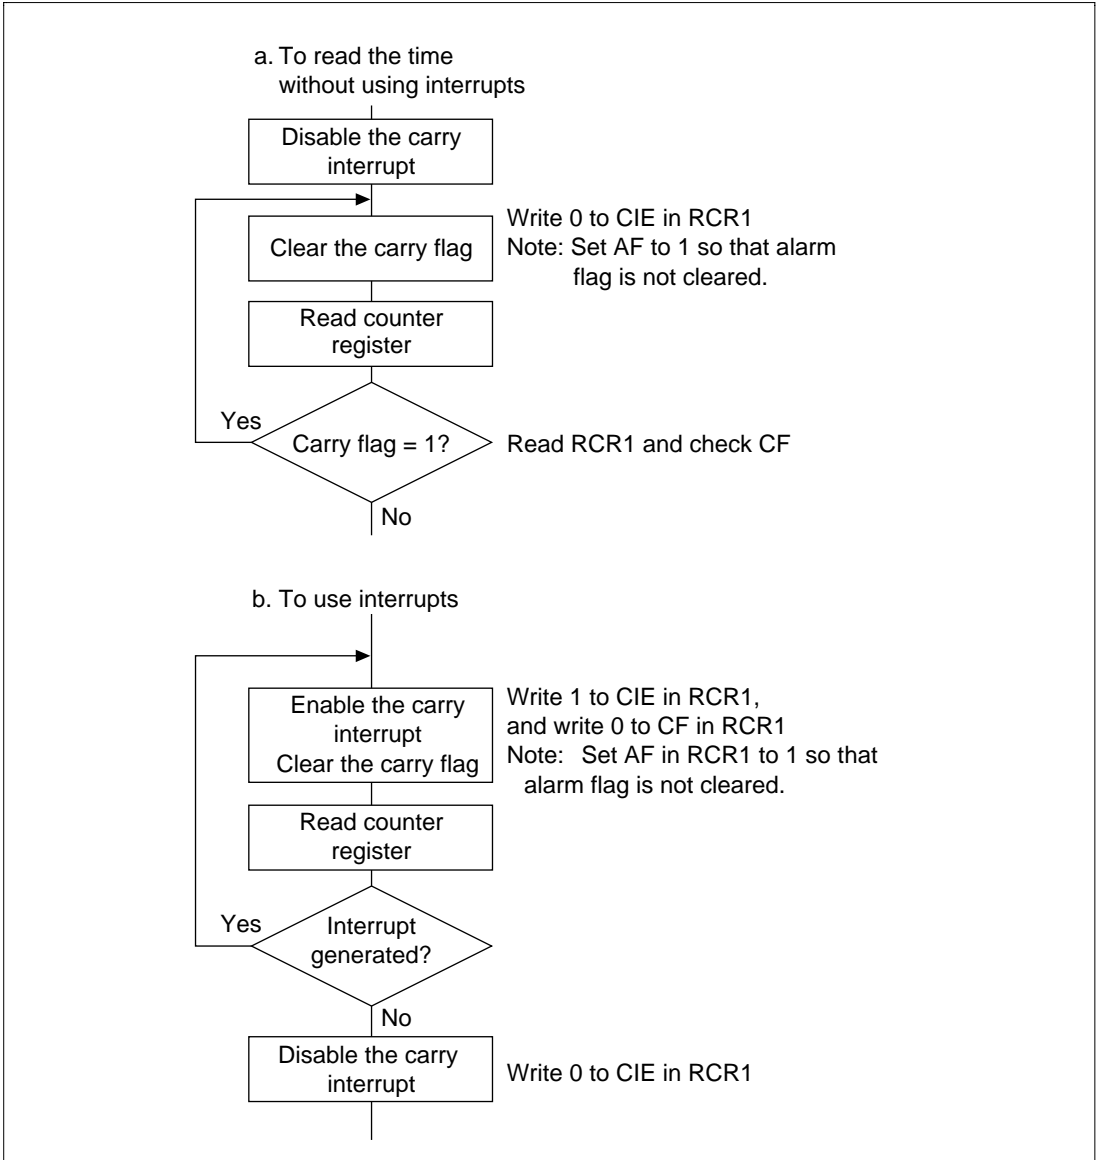 a. To read the time
without using interrupts
Disable the carry
interrupt
Clear the carry flag
Write 0 to CIE in RCR1
Note: Set AF to 1 so that alarm
flag is not cleared.
Read counter
register
Yes
Carry flag = 1?
Read RCR1 and check CF
No
b. To use interrupts
Enable the carry
interrupt
Clear the carry flag
Write 1 to CIE in RCR1,
and write 0 to CF in RCR1
Note: Set AF in RCR1 to 1 so that
alarm flag is not cleared.
Read counter
register
Yes
Interrupt
generated?
No
Disable the carry
interrupt
Write 0 to CIE in RCR1